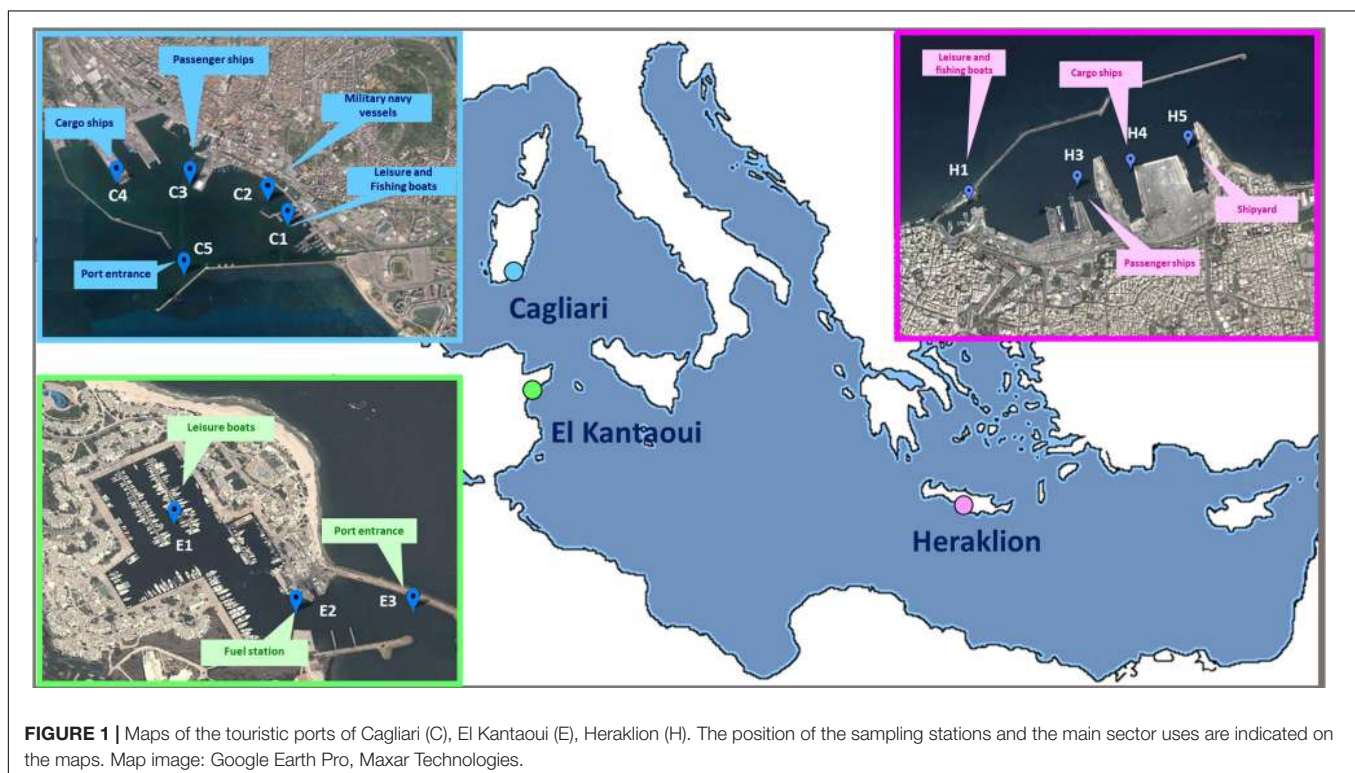 Passenger ships
Military navy
vessels
Cargo ships
Leisure and
Fishing boats
C4
C3
C2
C1
C5
Port entrance
Leisure and
fishing boats
Cargo ships
H5
H4
H1
H3
Shipyard
Passenger ships
Cagliari
El Kantaoui
Heraklion
Leisure boats
E1
Port entrance
E2
E3
Fuel station
FIGURE 1 | Maps of the touristic ports of Cagliari (C), El Kantaoui (E), Heraklion (H). The position of the sampling stations and the main sector uses are indicated on
the maps. Map image: Google Earth Pro, Maxar Technologies.